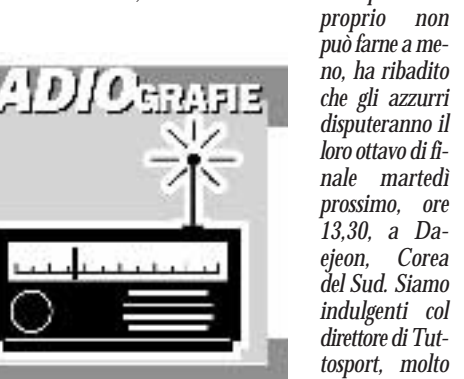 ADIOGRAFIE
proprio non
può farne a me-
no, ha ribadito
che gli azzurri
disputeranno il
loro ottavo di fi-
nale martedì
prossimo, ore
13,30, a Da-
ejeon, Corea
del Sud. Siamo
indulgenti col
direttore di Tut-
tosport, molto